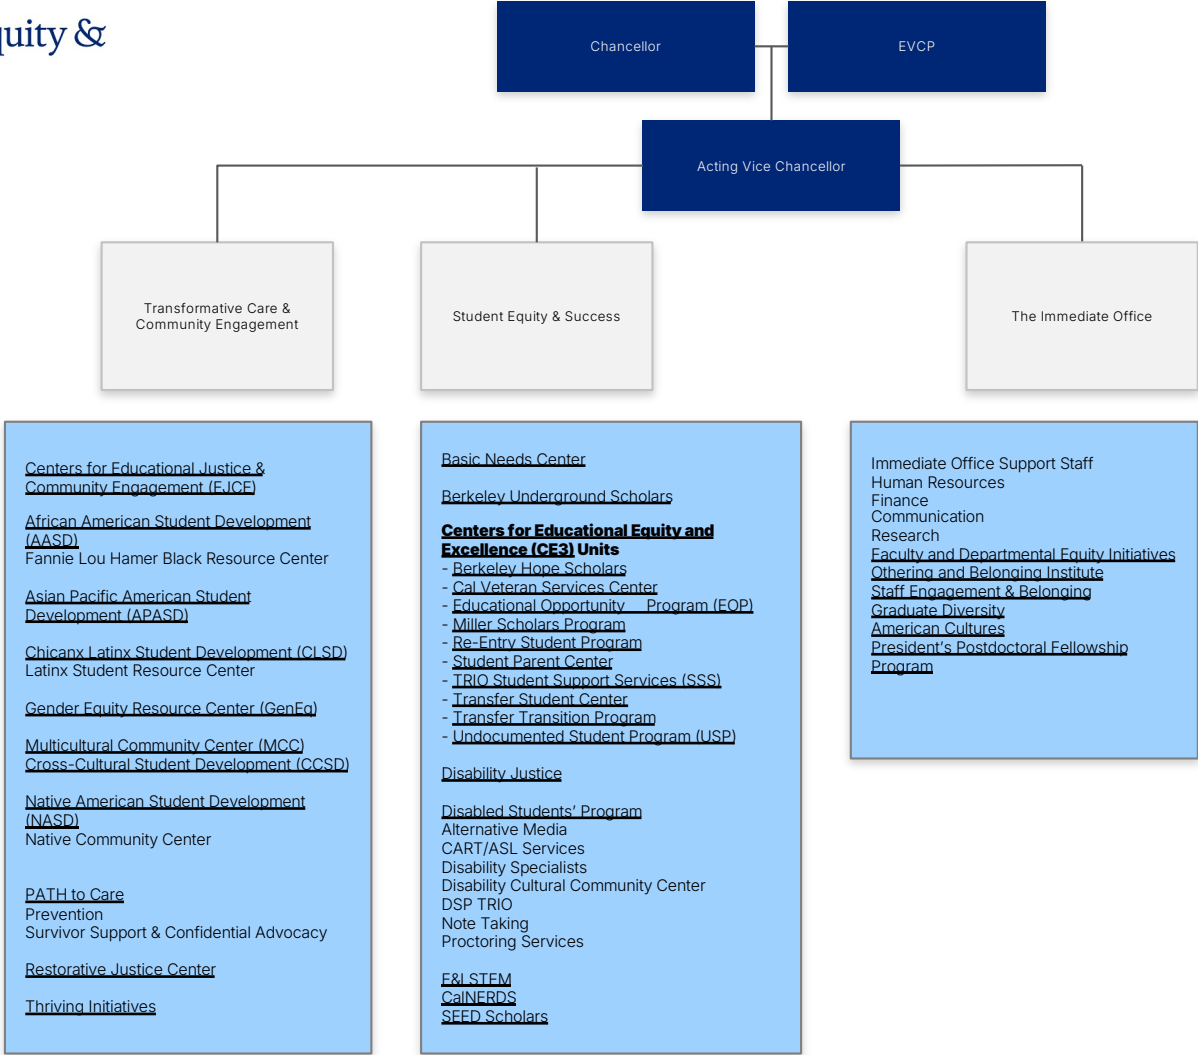 &
Chancellor
EVCP
Acting Vice Chancellor
Transformative Care &
Community Engagement
Student Equity & Success
The Immediate Office
Centers for Educational Justice &
Community Engagement (EJCE)
African American Student Development
(AASD)
Fannie Lou Hamer Black Resource Center
Asian Pacific American Student
Development (APASD)
Chicanx Latinx Student Development (CLSD)
Latinx Student Resource Center
Gender Equity Resource Center (GenEq)
Multicultural Community Center (MCC)
Cross-Cultural Student Development (CCSD)
Native American Student Development
(NASD)
Native Community Center
PATH to Care
Prevention
Survivor Support & Confidential Advocacy
Restorative Justice Center
Thriving Initiatives
Basic Needs Center
Berkeley Underground Scholars
Centers for Educational Equity and
Excellence (CE3) Units
- Berkeley Hope Scholars
- Cal Veteran Services Center
- Educational Opportunity Program (EOP)
- Miller Scholars Program
- Re-Entry Student Program
- Student Parent Center
- TRIO Student Support Services (SSS)
- Transfer Student Center
- Transfer Transition Program
- Undocumented Student Program (USP)
Disability Justice
Disabled Students’ Program
Alternative Media
CART/ASL Services
Disability Specialists
Disability Cultural Community Center
DSP TRIO
Note Taking
Proctoring Services
E&I STEM
CalNERDS
SEED Scholars
Immediate Office Support Staff
Human Resources
Finance
Communication
Research
Faculty and Departmental Equity Initiatives
Othering and Belonging Institute
Staff Engagement & Belonging
Graduate Diversity
American Cultures
President’s Postdoctoral Fellowship
Program